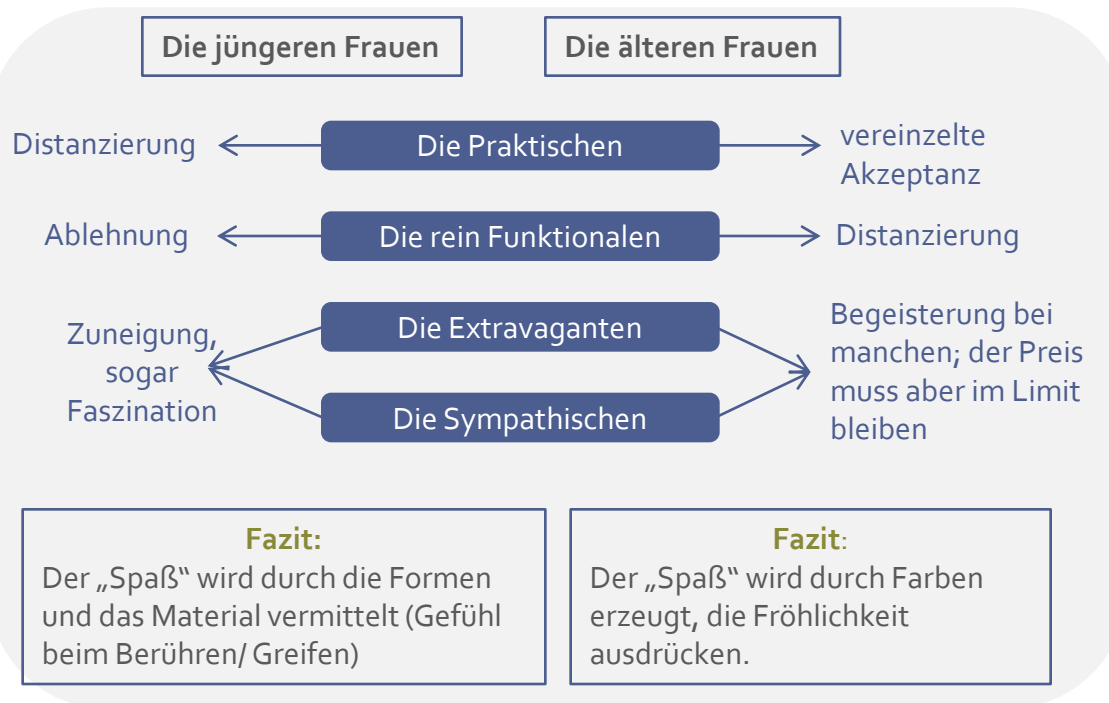 Die jüngeren Frauen
Die älteren Frauen
Distanzierung
Die Praktischen
vereinzelte
Akzeptanz
Ablehnung
Die rein Funktionalen
Distanzierung
Zuneigung,
sogar
Faszination
Die Extravaganten
Die Sympathischen
Begeisterung bei
manchen; der Preis
muss aber im Limit
bleiben
Fazit:
Der „Spaß“ wird durch die Formen
und das Material vermittelt (Gefühl
beim Berühren/ Greifen)
Fazit:
Der „Spaß“ wird durch Farben
erzeugt, die Fröhlichkeit
ausdrücken.